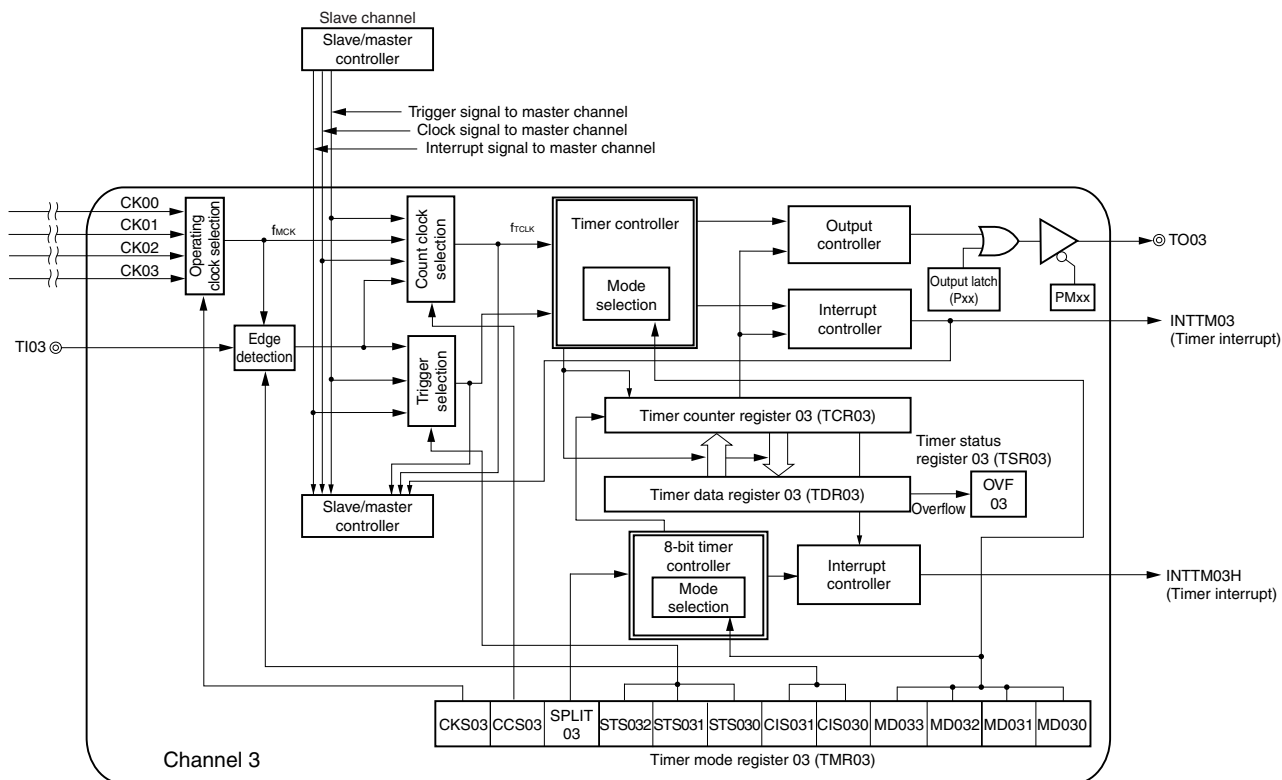 Slave channel
Slave/master
controller
Trigger signal to master channel
Clock signal to master channel
Interrupt signal to master channel
CK00
CK01
CK02
CK03
Operating
clock selection
fMCK
Count clock
selection
fTCLK
Timer controller
Mode
selection
Output
controller
Output latch
(Pxx)
PMxx
TO03
Interrupt
controller
INTTM03
(Timer interrupt)
TI03
Edge
detection
Trigger
selection
Timer counter register 03 (TCR03)
Timer status
register 03 (TSR03)
Slave/master
controller
Timer data register 03 (TDR03)
Overflow
OVF
03
8-bit timer
controller
Mode
selection
Interrupt
controller
INTTM03H
(Timer interrupt)
CKS03 CCS03 SPLIT
03 STS032 STS031 STS030 CIS031 CIS030 MD033 MD032 MD031 MD030
Channel 3
Timer mode register 03 (TMR03)